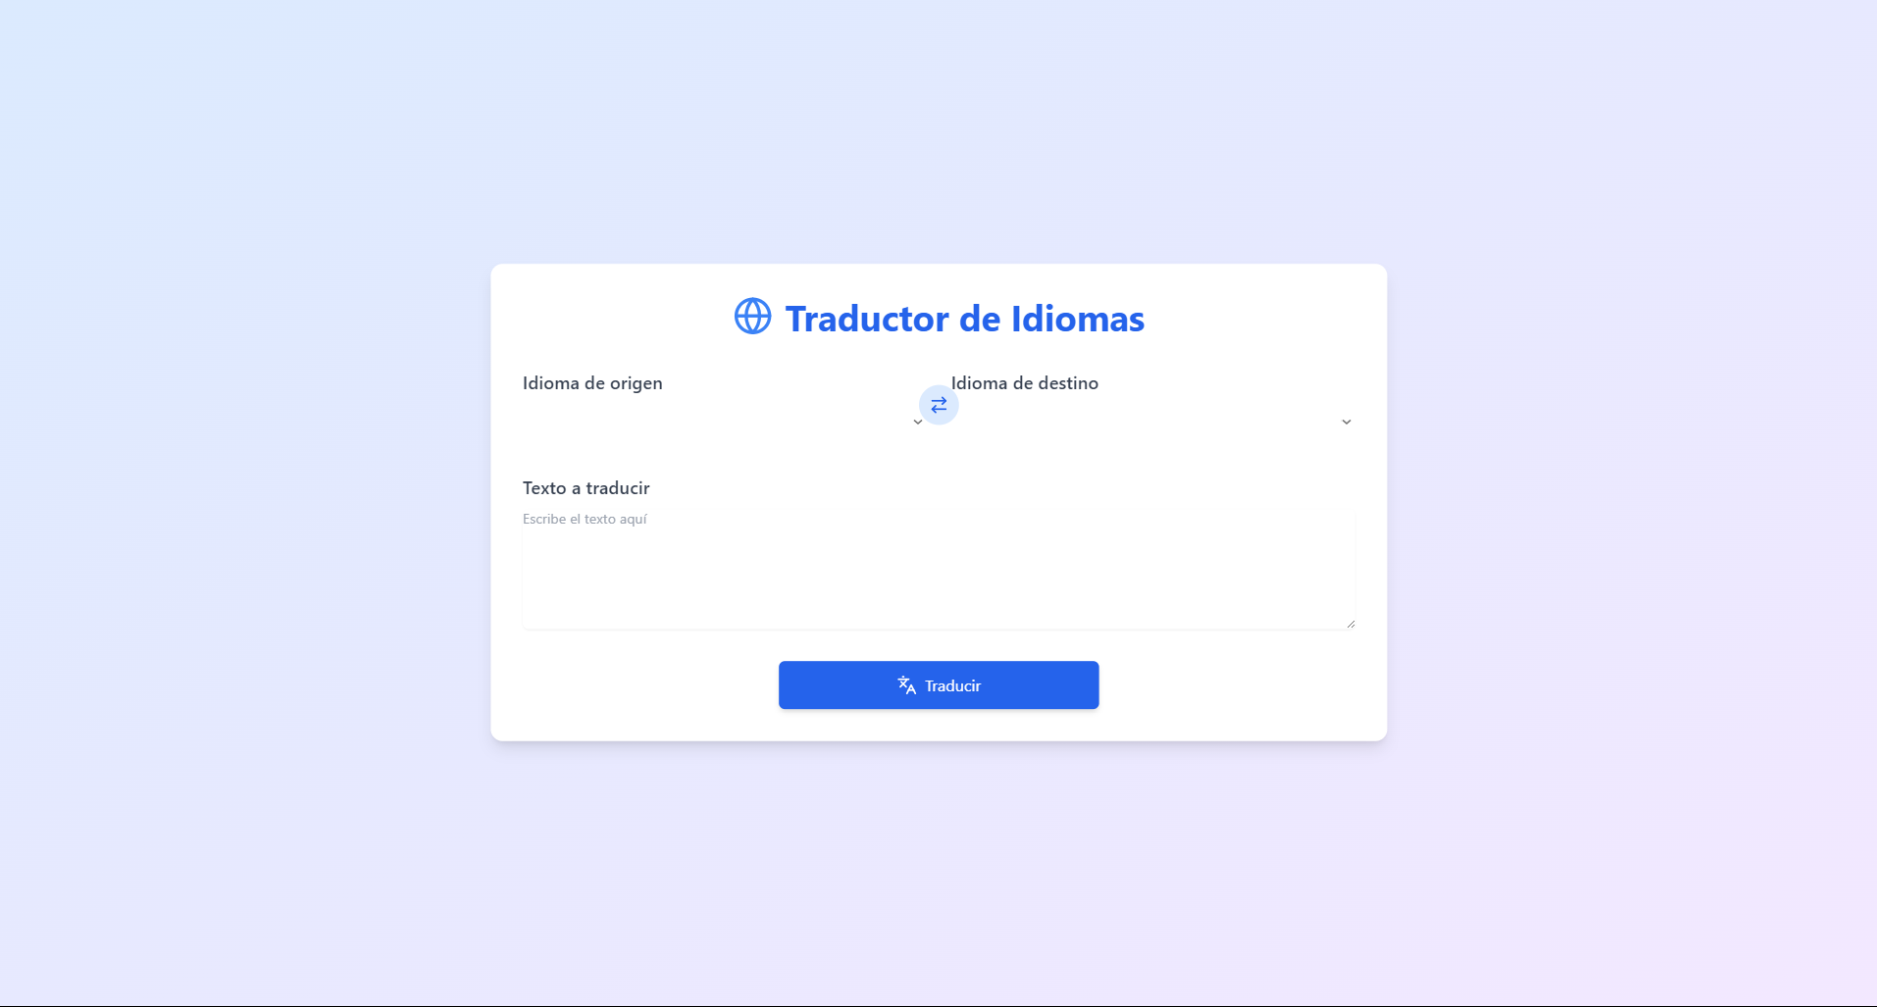 Traductor de Idiomas
Idioma de origen
Idioma de destino
Texto a traducir
Escribe el texto aquí
Traducir